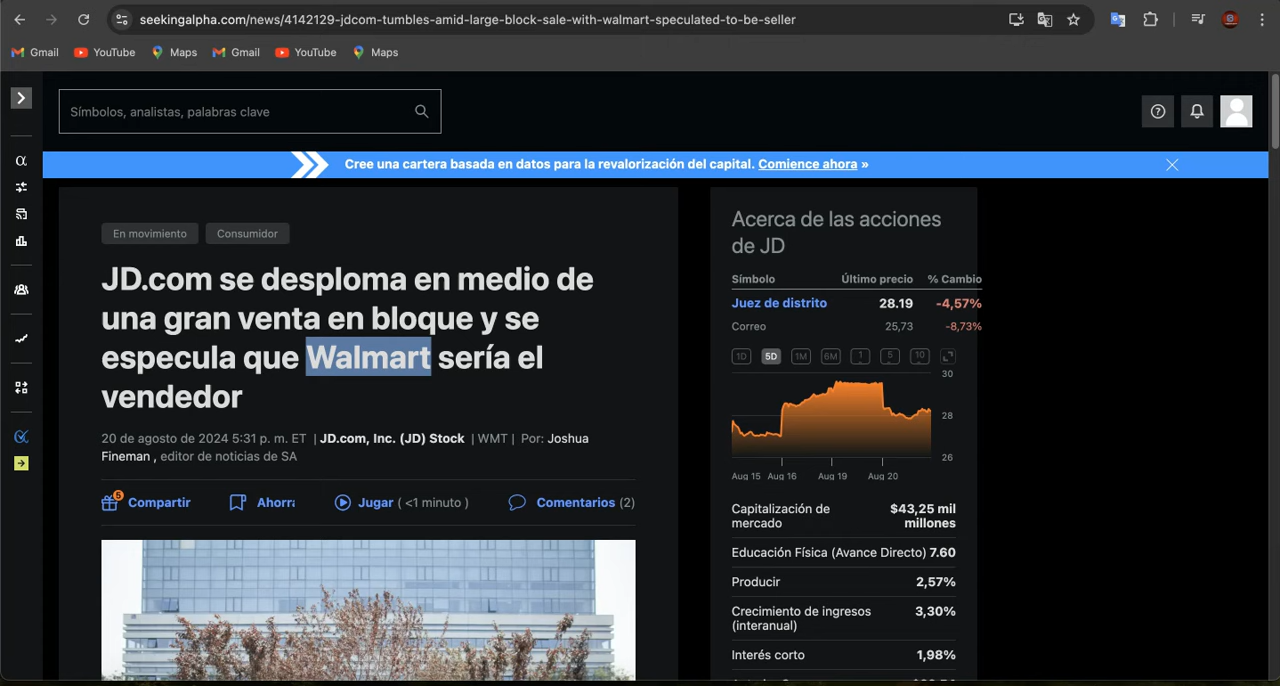 seekingalpha.com/news/4142129-jdcom-tumbles-amid-large-block-sale-with-walmart-speculated-to-be-seller
Gmail YouTube Maps Gmail YouTube Maps
Símbolos, analistas, palabras clave
Cree una cartera basada en datos para la revalorización del capital. Comience ahora »
En movimiento Consumidor
JD.com se desploma en medio de
una gran venta en bloque y se
especula que Walmart sería el
vendedor
20 de agosto de 2024 5:31 p. m. ET | JD.com, Inc. (JD) Stock | WMT | Por: Joshua
Fineman , editor de noticias de SA
5
Compartir Ahorra Jugar ( <1 minuto ) Comentarios (2)
Acerca de las acciones
de JD
Símbolo Último precio % Cambio
Juez de distrito 28.19 -4,57%
Correo 25,73 -8,73%
1D 5D 1M 6M 1 5 10
30
28
26
Aug 15 Aug 16 Aug 19 Aug 20
Capitalización de $43,25 mil
mercado millones
Educación Física (Avance Directo) 7.60
Producir 2,57%
Crecimiento de ingresos 3,30%
(interanual)
Interés corto 1,98%